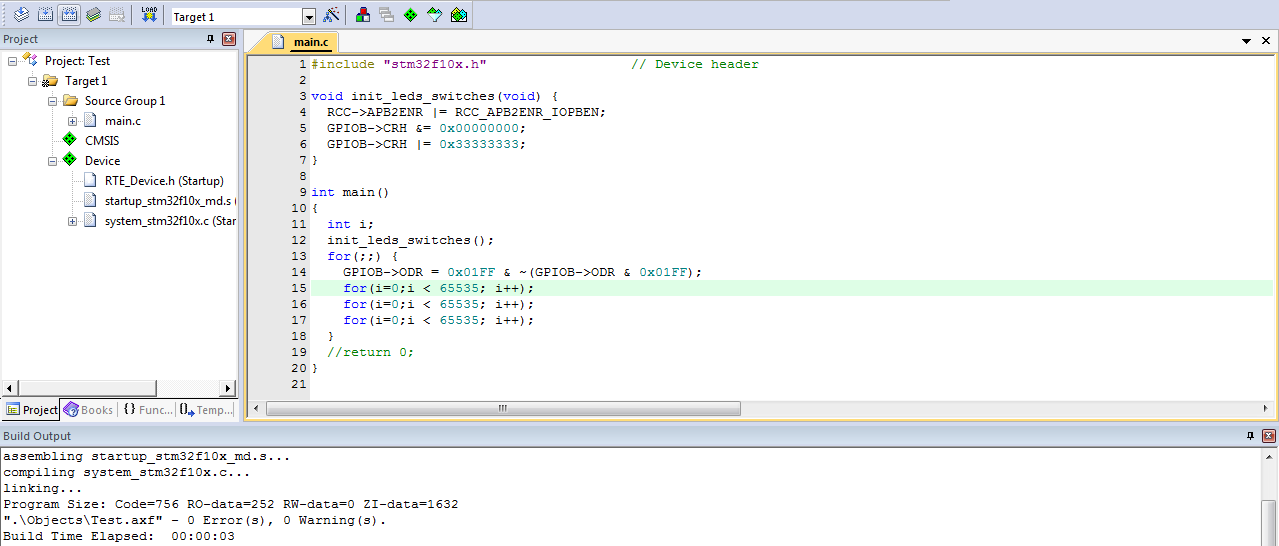 LOAD
Target 1
Project
main.c
Project: Test
Target 1
Source Group 1
main.c
CMSIS
Device
RTE_Device.h (Startup)
startup_stm32f10x_md.s (
system_stm32f10x.c (Star
1 #include "stm32f10x.h" // Device header
2
3 void init_leds_switches(void) {
4 RCC->APB2ENR |= RCC_APB2ENR_IOPBEN;
5 GPIOB->CRH &= 0x00000000;
6 GPIOB->CRH |= 0x33333333;
7 }
8
9 int main()
10 {
11 int i;
12 init_leds_switches();
13 for(;;) {
14 GPIOB->ODR = 0x01FF & ~(GPIOB->ODR & 0x01FF);
15 for(i=0;i < 65535; i++);
16 for(i=0;i < 65535; i++);
17 for(i=0;i < 65535; i++);
18 }
19 //return 0;
20 }
21
Project Books {} Func... 0 Temp...
Build Output
assembling startup_stm32f10x_md.s...
compiling system_stm32f10x.c...
linking...
Program Size: Code=756 RO-data=252 RW-data=0 ZI-data=1632
".\Objects\Test.axf" - 0 Error(s), 0 Warning(s).
Build Time Elapsed: 00:00:03